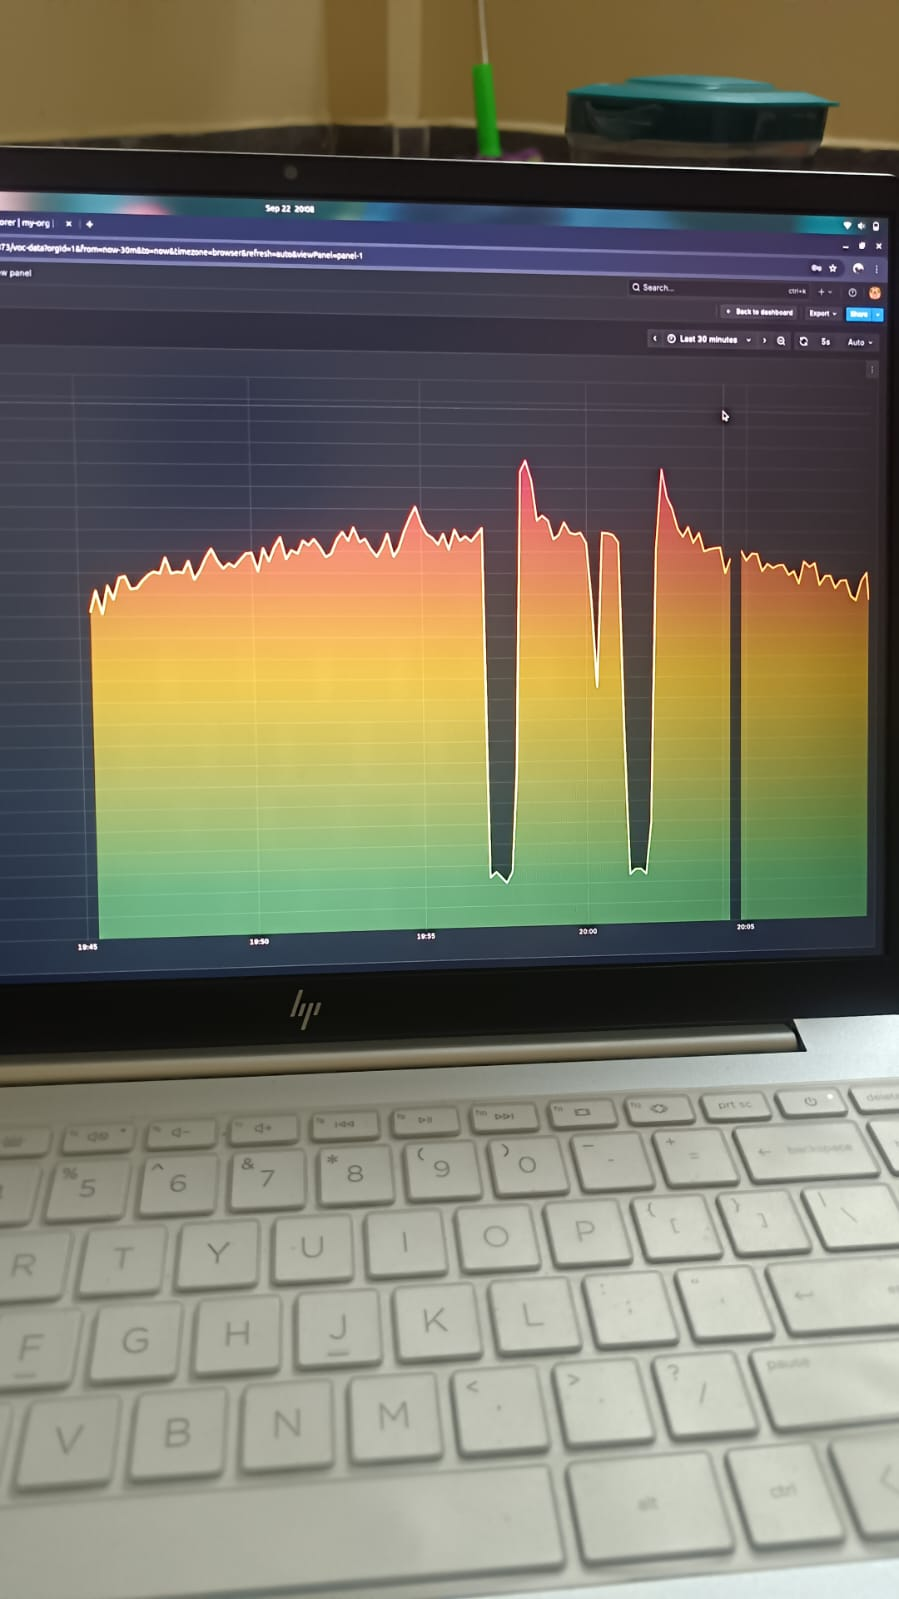 Sep 22 20:08
orer | my-org
73/voc-data?orgId=1&from=now-30m&to=now&timezone=browser&refresh=auto&viewPanel=panel-1
w panel
Search... ctrl+k
Back to dashboard Export Share
Last 30 minutes 5s Auto
19:45 19:50 19:55 20:00 20:05
hp
prt sc delete
% 5 ^ 6 & 7 * 8 ( 9 ) 0 - - + = backspace
R T Y U I O P { [ } ] | \
F G H J K L : ; " '
V B N M < , > . ? / pause
alt ctrl